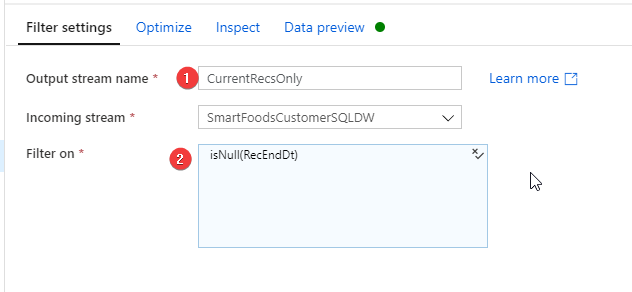 Filter settings Optimize Inspect Data preview
Output stream name * 1 CurrentRecsOnly Learn more
Incoming stream * SmartFoodsCustomerSQLDW
Filter on * 2 isNull(RecEndDt)